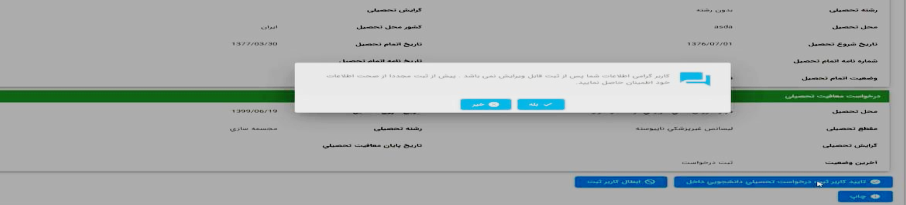 رشته تحصیلی بدون رشته گرایش تحصیلی
محل تحصیل asda کشور محل تحصیل ایران
تاریخ شروع تحصیل 1376/07/01 تاریخ اتمام تحصیل 1377/03/30
شماره نامه اتمام تحصیل تاریخ نامه اتمام تحصیل
وضعیت اتمام تحصیل
کاربر گرامی اطلاعات شما پس از ثبت قابل ویرایش نمی باشد . پیش از ثبت مجددا از صحت اطلاعات
خود اطمینان حاصل نمایید.
بله خیر
درخواست معافیت تحصیلی
محل تحصیل 1399/06/19
مقطع تحصیلی لیسانس غیرپزشکی ناپیوسته رشته تحصیلی مجسمه سازی
گرایش تحصیلی تاریخ پایان معافیت تحصیلی
آخرین وضعیت ثبت درخواست
تایید کاربر ثبت درخواست تحصیلی دانشجویی داخل ابطال کاربر ثبت
چاپ